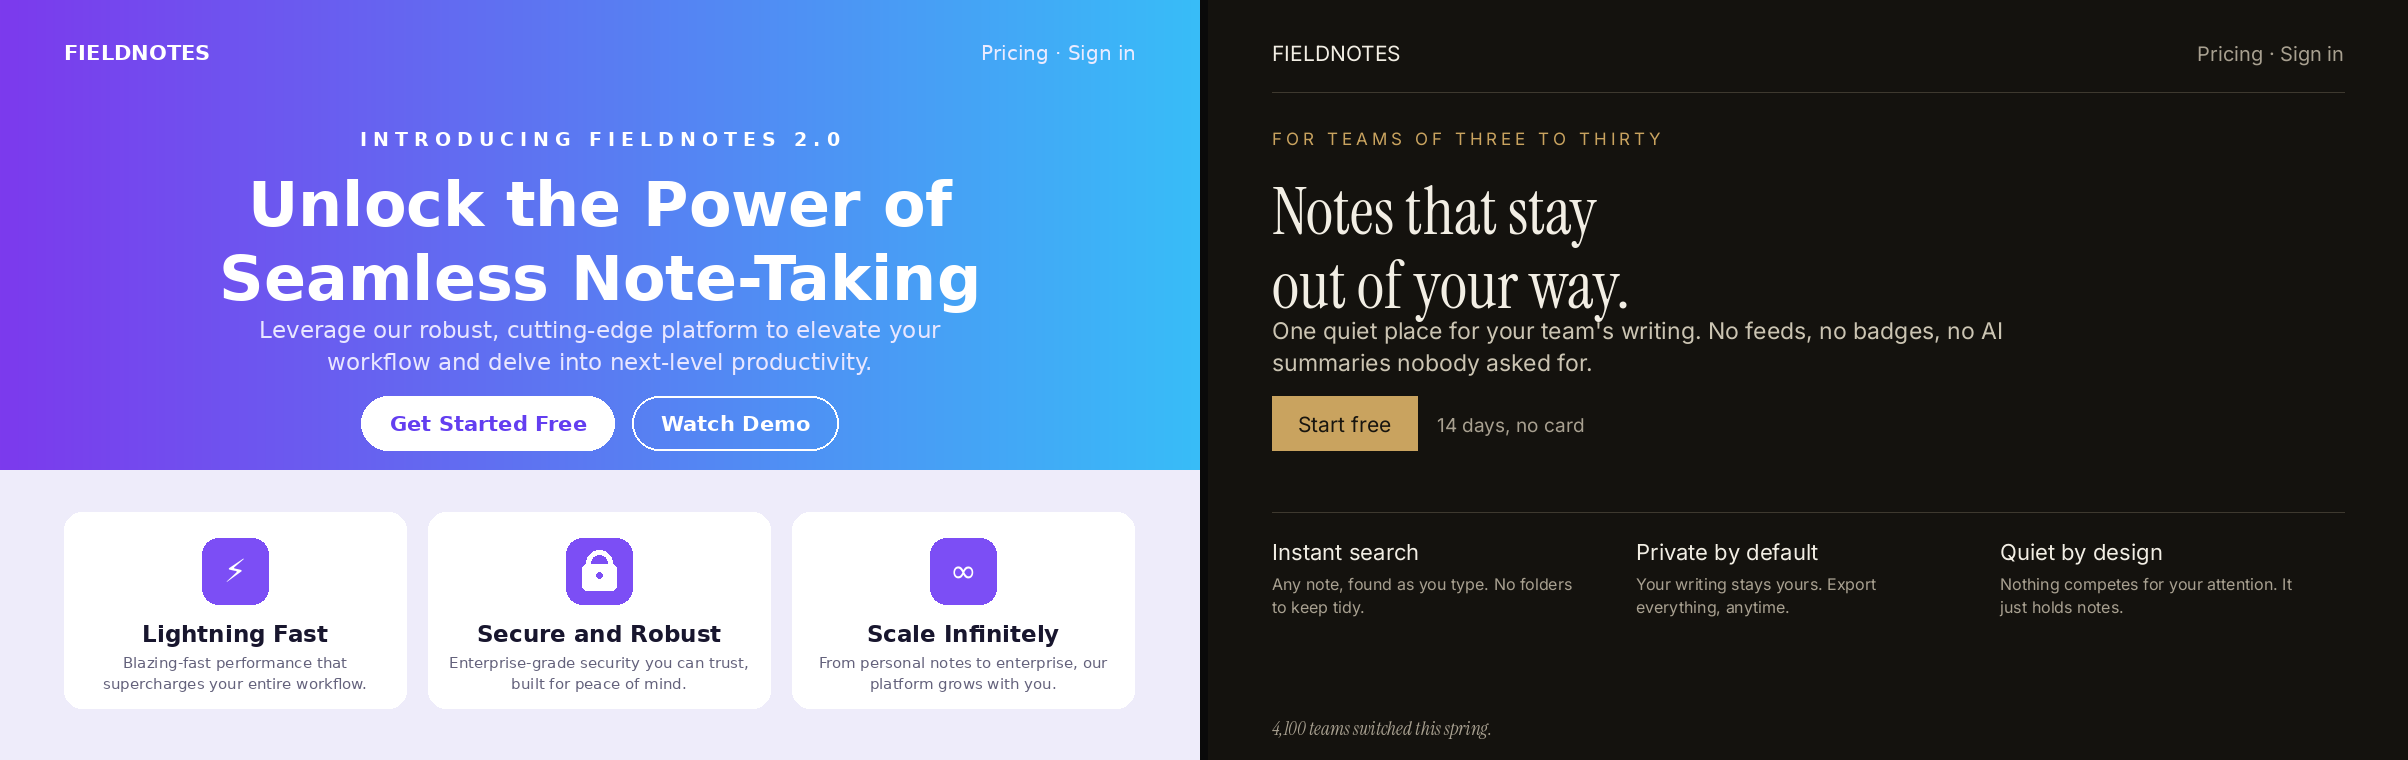 FIELDNOTES
Pricing · Sign in
INTRODUCING FIELDNOTES 2.0
Unlock the Power of
Seamless Note-Taking
Leverage our robust, cutting-edge platform to elevate your
workflow and delve into next-level productivity.
Get Started Free
Watch Demo
⚡
∞
Lightning Fast
Secure and Robust
Scale Infinitely
Blazing-fast performance that
supercharges your entire workflow.
Enterprise-grade security you can trust,
built for peace of mind.
From personal notes to enterprise, our
platform grows with you.
FIELDNOTES
Pricing · Sign in
FOR TEAMS OF THREE TO THIRTY
Notes that stay
out of your way.
One quiet place for your team's writing. No feeds, no badges, no AI
summaries nobody asked for.
Start free
14 days, no card
Instant search
Any note, found as you type. No folders
to keep tidy.
Private by default
Your writing stays yours. Export
everything, anytime.
Quiet by design
Nothing competes for your attention. It
just holds notes.
4,100 teams switched this spring.